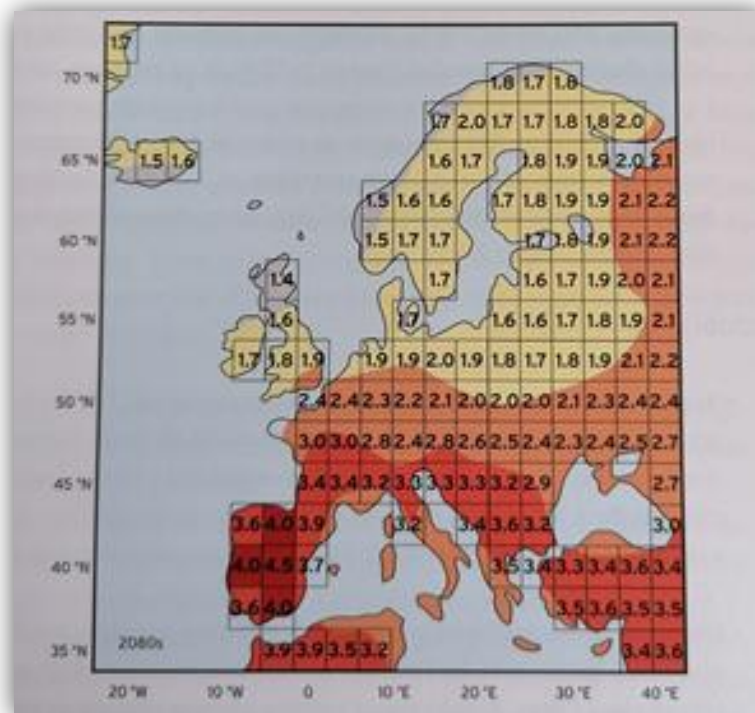 1.7
70 °N 1.8 1.7 1.8
1.7 2.0 1.7 1.7 1.8 1.8 2.0
65 °N 1.5 1.6 1.6 1.7 1.8 1.9 1.9 2.0 2.1
1.5 1.6 1.6 1.7 1.8 1.9 1.9 2.1 2.2
60 °N 1.5 1.7 1.7 1.7 1.8 1.9 2.1 2.2
1.4 1.7 1.6 1.7 1.9 2.0 2.1
55 °N 1.6 1.7 1.6 1.6 1.7 1.8 1.9 2.1
1.7 1.8 1.9 1.9 1.9 2.0 1.9 1.8 1.7 1.8 1.9 2.1 2.2
50 °N 2.4 2.4 2.3 2.2 2.1 2.0 2.0 2.0 2.1 2.3 2.4 2.4
3.0 3.0 2.8 2.4 2.8 2.6 2.5 2.4 2.3 2.4 2.5 2.7
45 °N 3.4 3.4 3.2 3.3 3.3 3.3 3.2 2.9 2.7
3.6 4.0 3.9 3.2 3.4 3.6 3.2 3.0
40 °N 4.0 4.5 3.7 3.5 3.4 3.3 3.4 3.6 3.4
3.6 4.0 3.5 3.6 3.5 3.5
35 °N 2080s 3.9 3.9 3.5 3.2 3.4 3.6
20 °W 10 °W 0 10 °E 20 °E 30 °E 40 °E